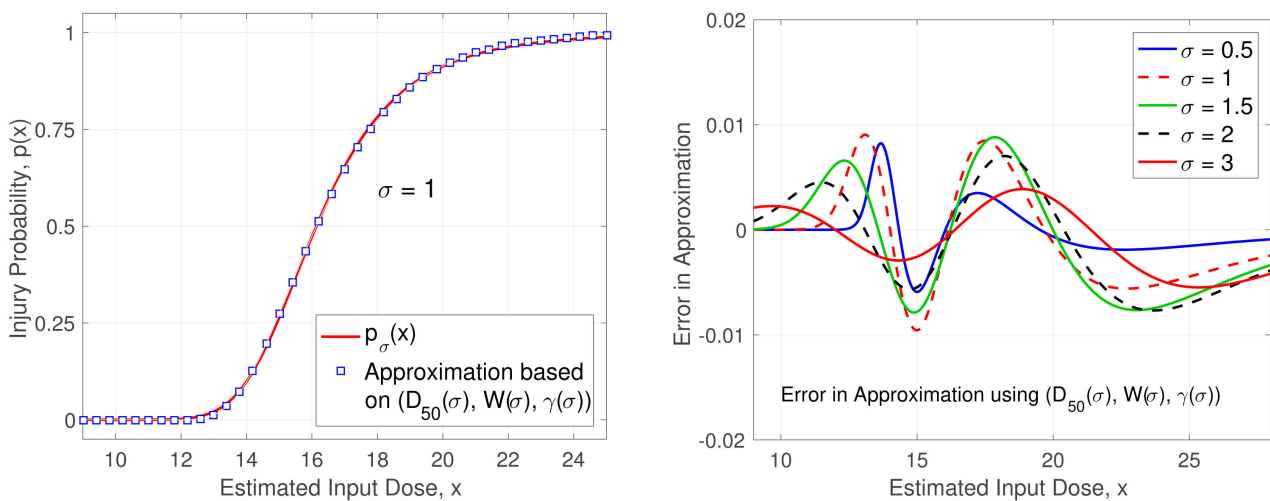 1
0.75
0.5
0.25
0
Injury Probability, p(x)
σ = 1
p_σ(x)
Approximation based
on (D_50(σ), W(σ), γ(σ))
10 12 14 16 18 20 22 24
Estimated Input Dose, x
0.02
0.01
0
-0.01
-0.02
Error in Approximation
σ = 0.5
σ = 1
σ = 1.5
σ = 2
σ = 3
Error in Approximation using (D_50(σ), W(σ), γ(σ))
10 15 20 25
Estimated Input Dose, x